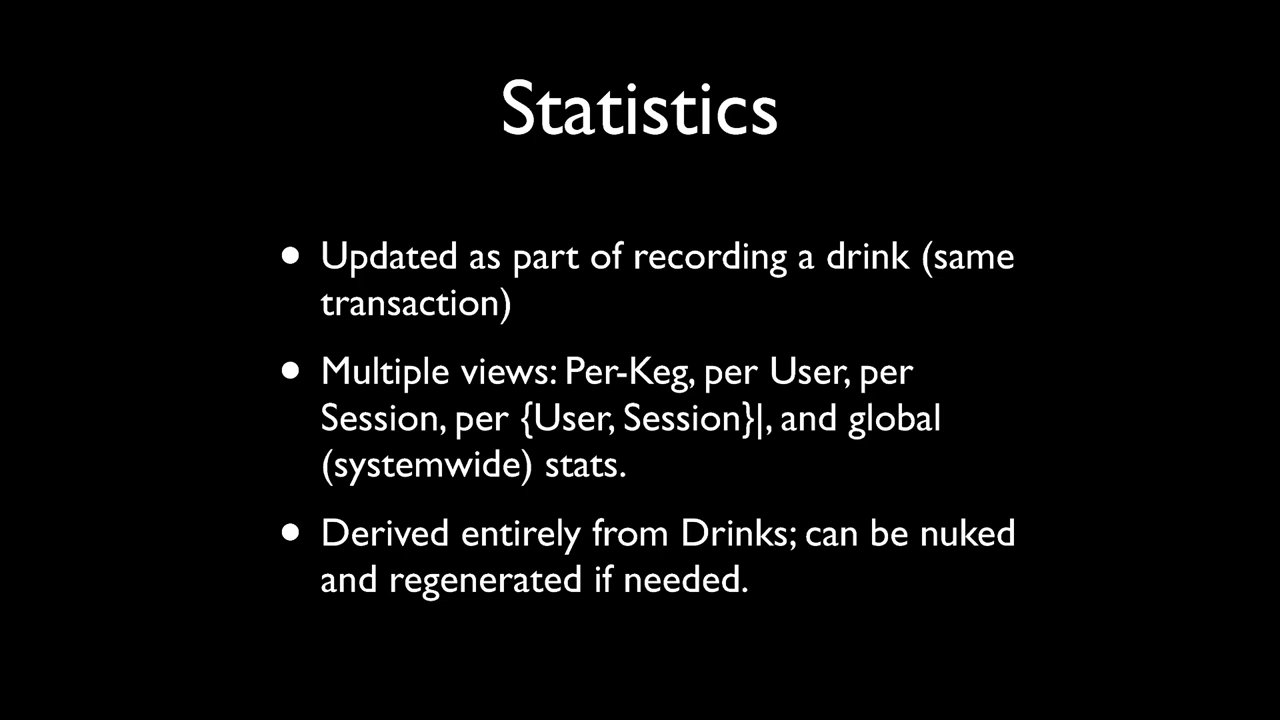 Statistics
• Updated as part of recording a drink (same
transaction)
• Multiple views: Per-Keg, per User, per
Session, per {User, Session}|, and global
(systemwide) stats.
• Derived entirely from Drinks; can be nuked
and regenerated if needed.